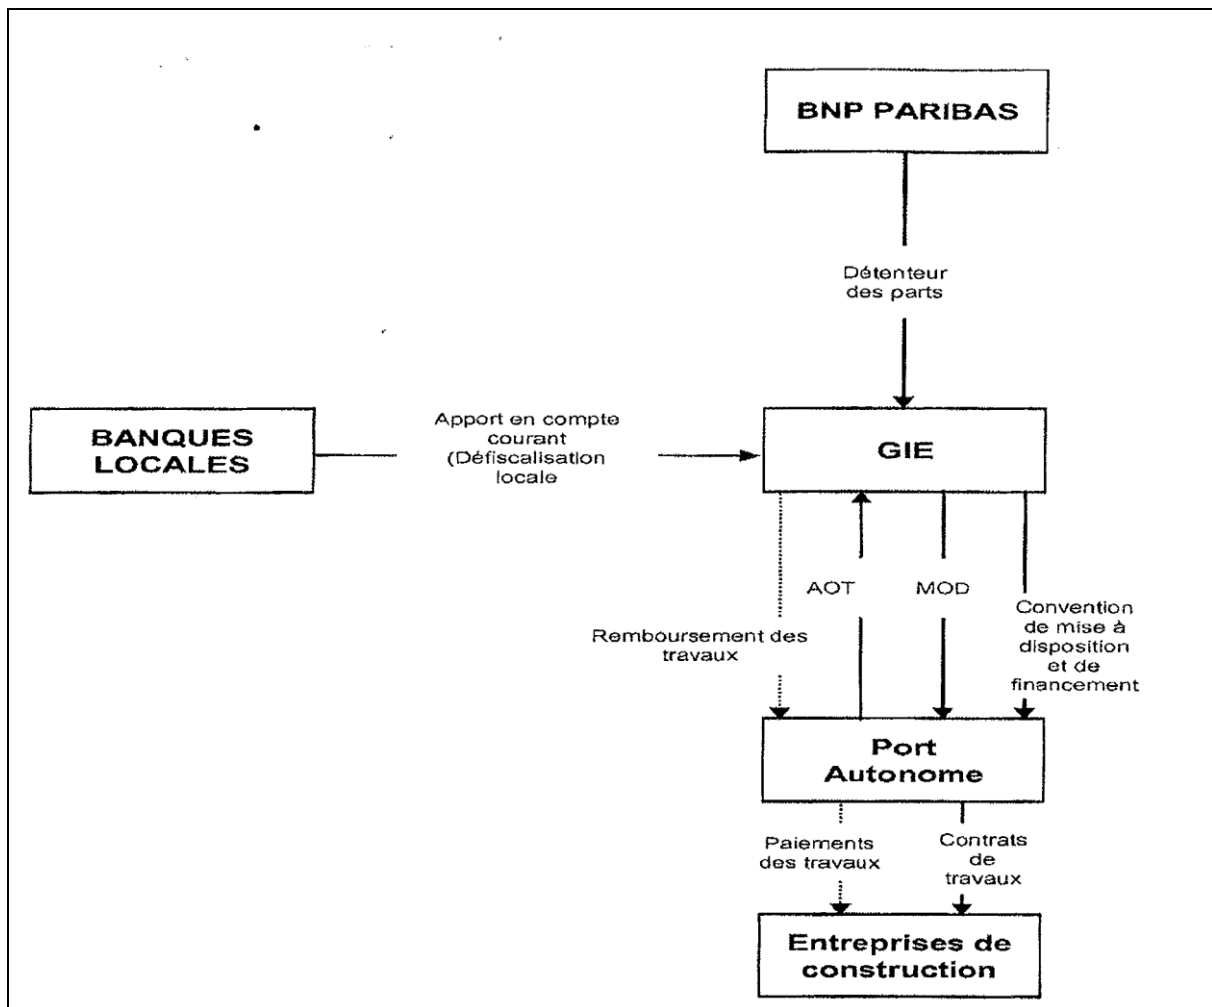 BNP PARIBAS
Détenteur
des parts
BANQUES
LOCALES
Apport en compte
courant
(Défiscalisation
locale
GIE
AOT
MOD
Remboursement des
travaux
Convention
de mise à
disposition
et de
financement
Port
Autonome
Paiements
des travaux
Contrats
de
travaux
Entreprises de
construction